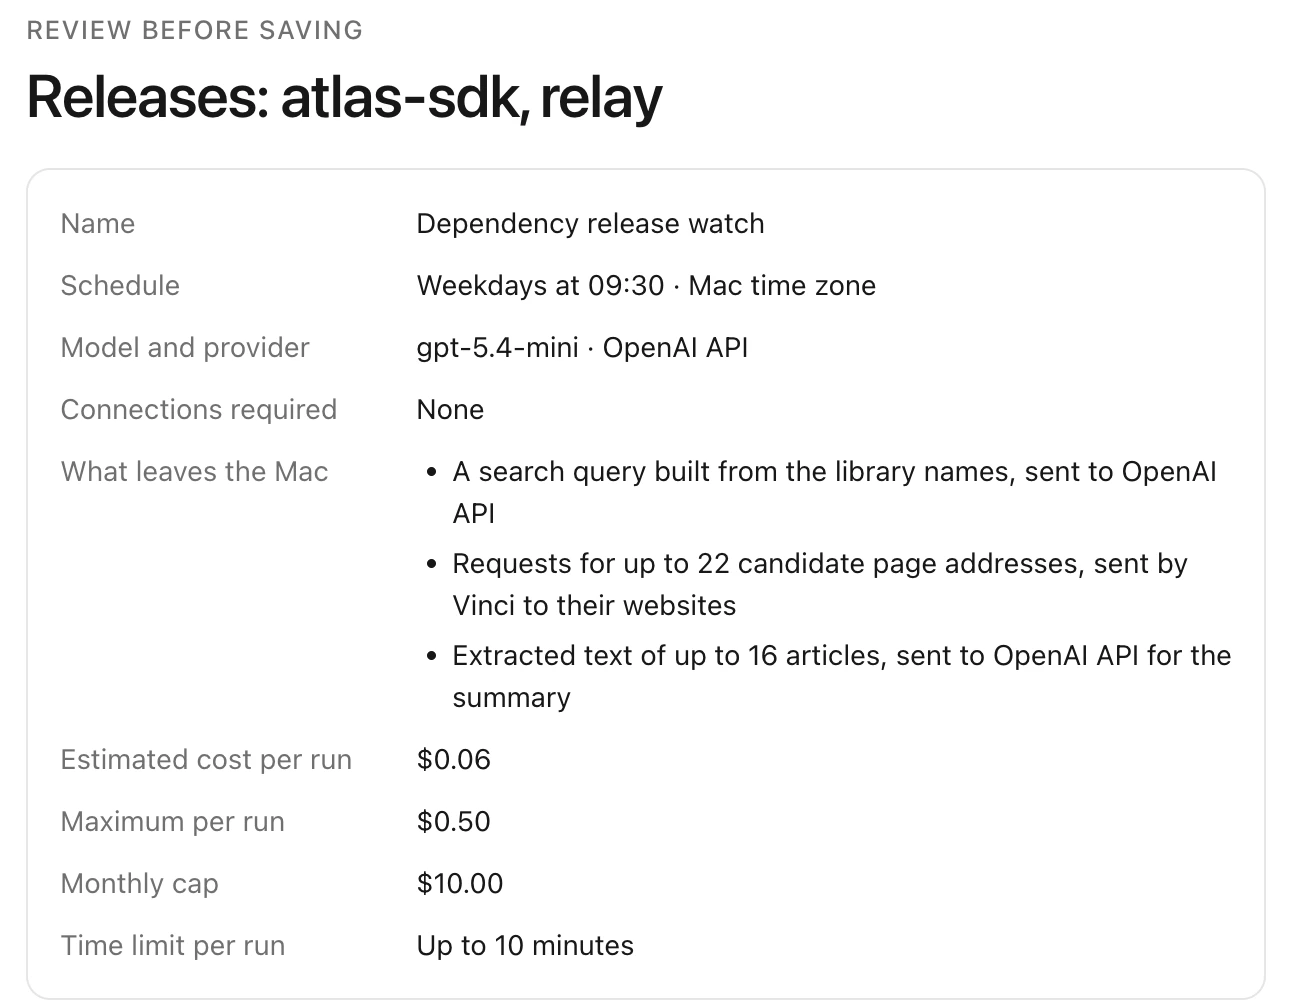 REVIEW BEFORE SAVING
Releases: atlas-sdk, relay
Name
Dependency release watch
Schedule
Weekdays at 09:30 · Mac time zone
Model and provider
gpt-5.4-mini · OpenAI API
Connections required
None
What leaves the Mac
• A search query built from the library names, sent to OpenAI
API
• Requests for up to 22 candidate page addresses, sent by
Vinci to their websites
• Extracted text of up to 16 articles, sent to OpenAI API for the
summary
Estimated cost per run
$0.06
Maximum per run
$0.50
Monthly cap
$10.00
Time limit per run
Up to 10 minutes